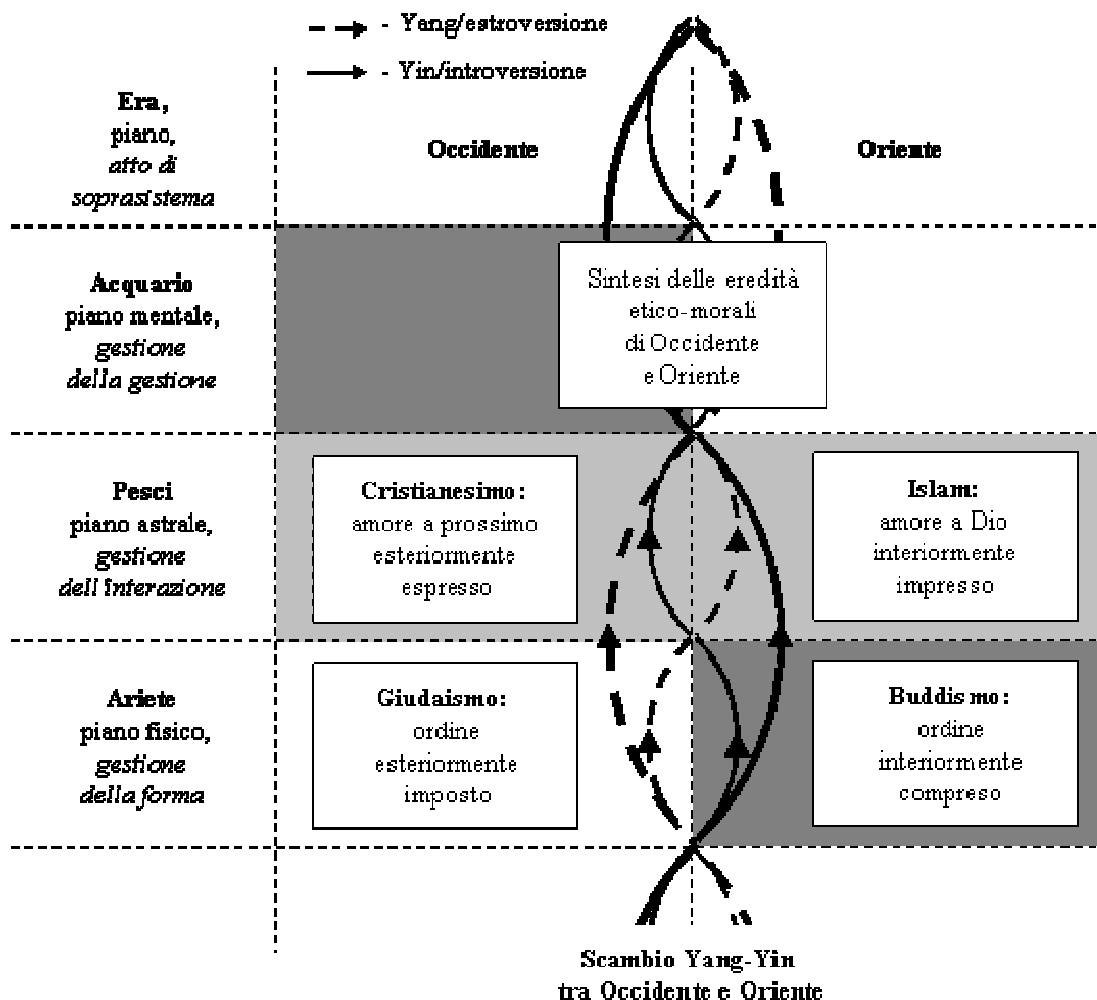 - Yang/estroversione
- Yin/introversione
Era,
piano,
atto di
soprasistema
Occidente
Oriente
Acquario
piano mentale,
gestione
della gestione
Sintesi delle eredità
etico-morali
di Occidente
e Oriente
Pesci
piano astrale,
gestione
dell'interazione
Cristianesimo:
amore a prossimo
esteriormente
espresso
Islam:
amore a Dio
interiormente
impresso
Ariete
piano fisico,
gestione
della forma
Giudaismo:
ordine
esteriormente
imposto
Buddismo:
ordine
interiormente
compreso
Scambio Yang-Yin
tra Occidente e Oriente